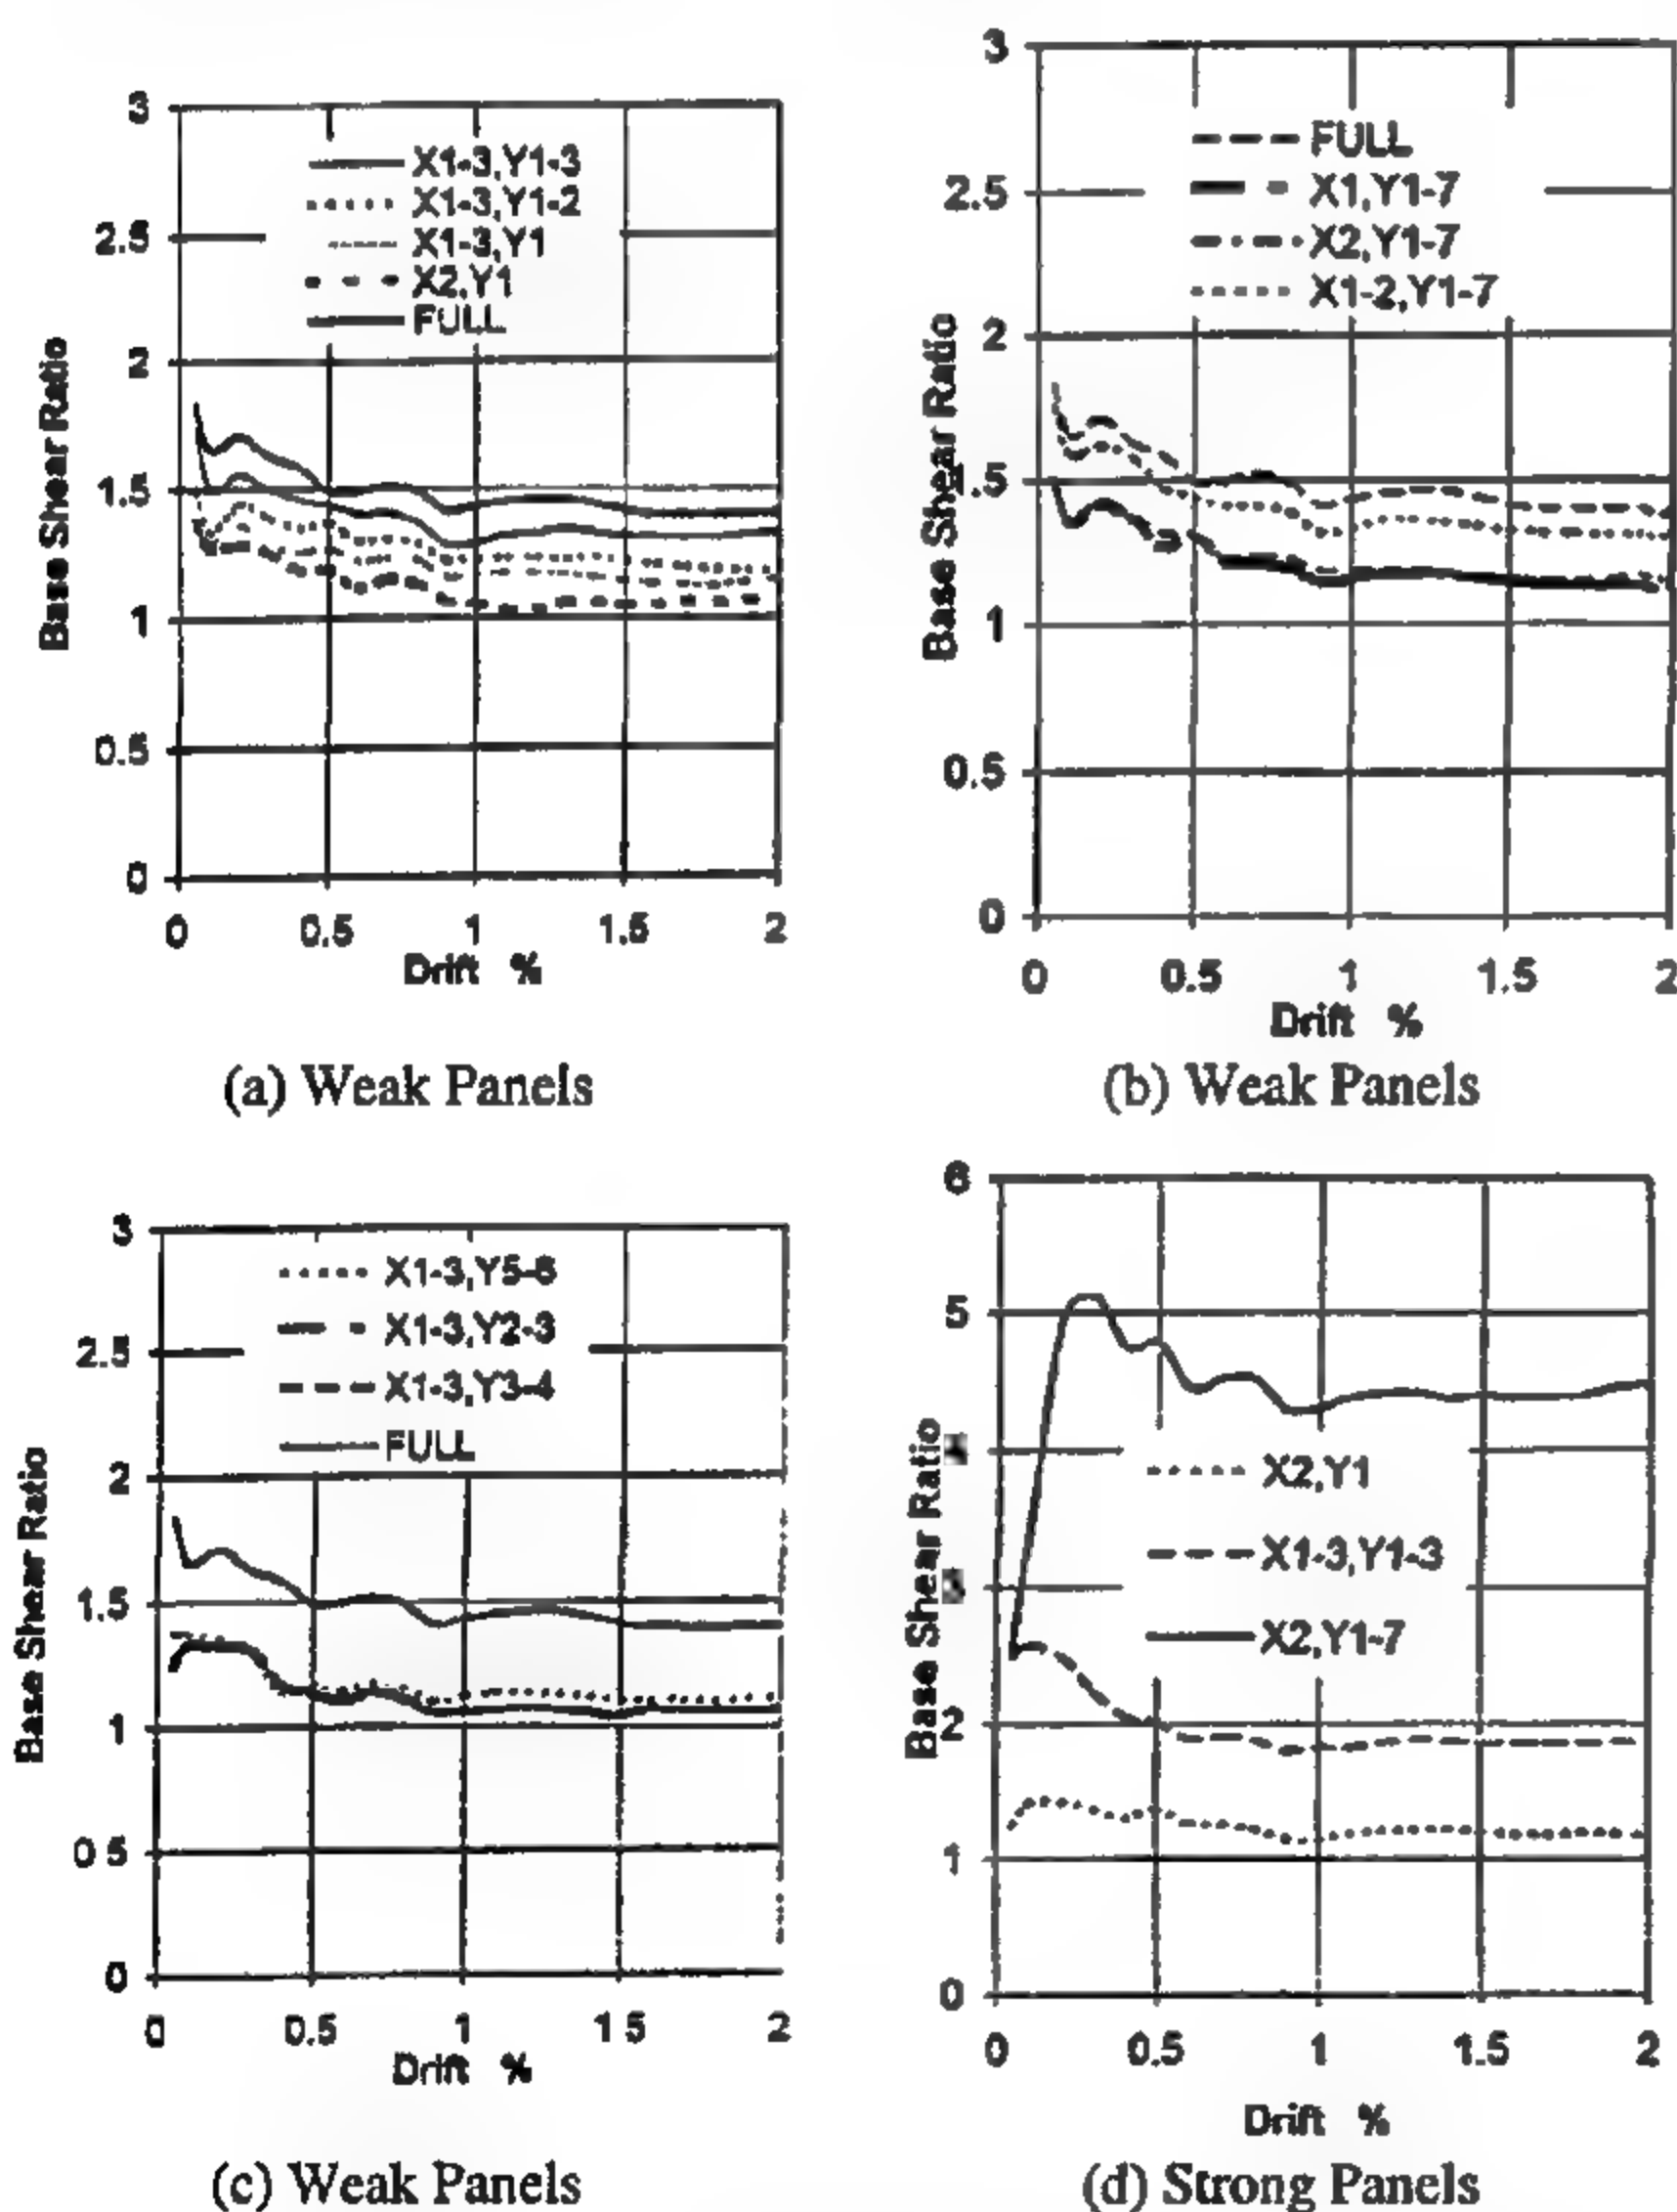 3
X1-3,Y1-3
X1-3,Y1-2
2.5
X1-3,Y1
X2,Y1
FULL
2
1.5
1
0.5
0
Base Shear Ratio
0 0.5 1 1.5 2
Drift %
(a) Weak Panels
3
FULL
2.5
X1,Y1-7
X2,Y1-7
X1-2,Y1-7
2
1.5
1
0.5
0
Base Shear Ratio
0 0.5 1 1.5 2
Drift %
(b) Weak Panels
3
X1-3,Y5-6
X1-3,Y2-3
2.5
X1-3,Y3-4
FULL
2
1.5
1
0 5
0
Base Shear Ratio
0 0.5 1 1 5 2
Drift %
(c) Weak Panels
6
5
X2,Y1
X1-3,Y1-3
X2,Y1-7
2
1
0
Base Shear Ratio
0 0.5 1 1.5 2
Drift %
(d) Strong Panels